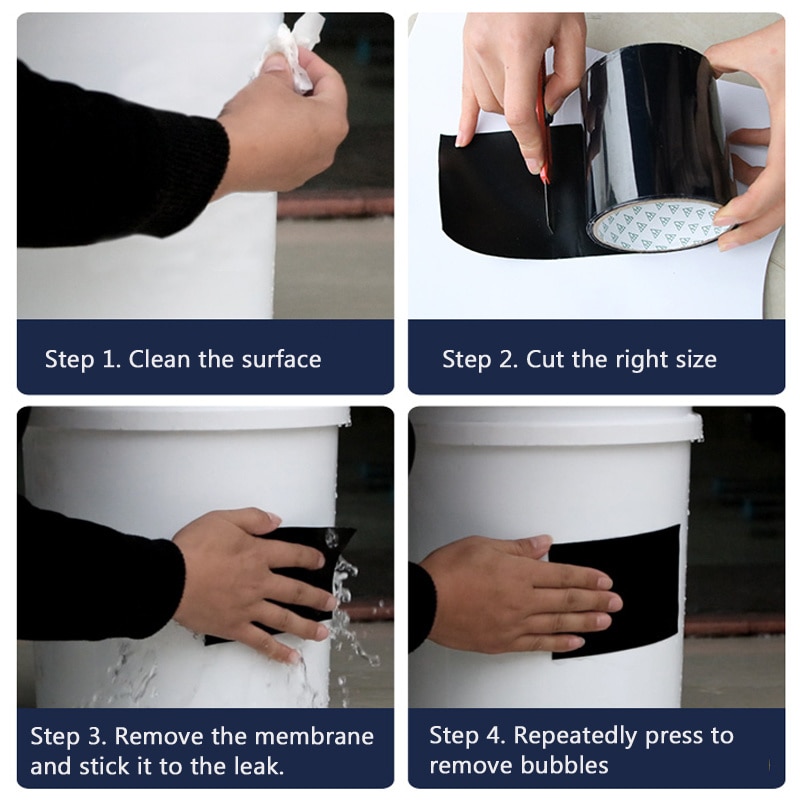 Step 1. Clean the surface
Step 2. Cut the right size
Step 3. Remove the membrane
and stick it to the leak.
Step 4. Repeatedly press to
remove bubbles